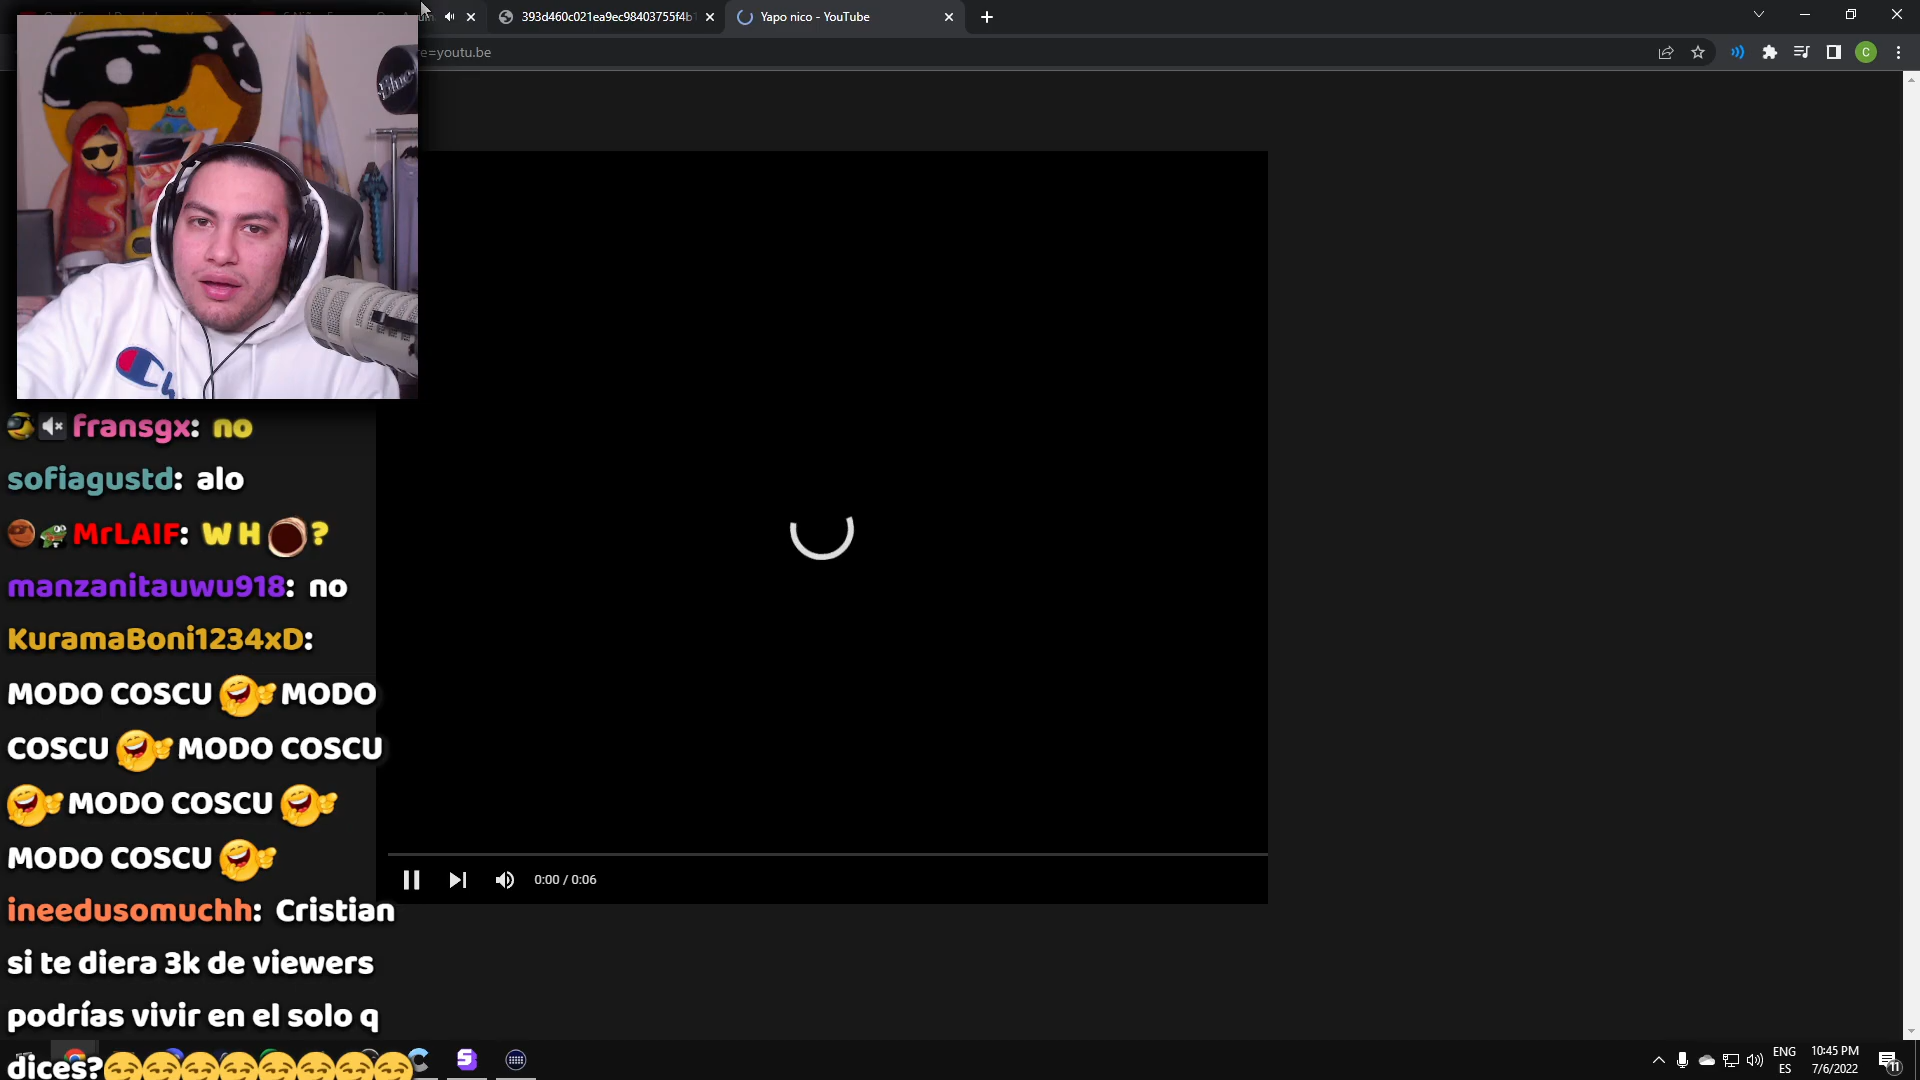 393d460c021ea9ec98403755f4b1
Yapo nico - YouTube
e=youtu.be
C
fransgx: no
sofiagustd: alo
MrLAIF: W H ?
manzanitauwu918: no
KuramaBoni1234xD:
MODO COSCU MODO
COSCU MODO COSCU
MODO COSCU
MODO COSCU
ineedusomuchh: Cristian
si te diera 3k de viewers
podrías vivir en el solo q
dices?
0:00 / 0:06
ENG
ES
10:45 PM
7/6/2022
11